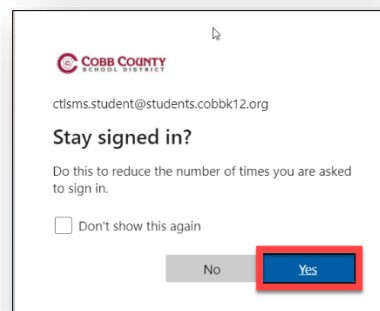 COBB COUNTY
SCHOOL DISTRICT
ctlsms.student@students.cobbk12.org
Stay signed in?
Do this to reduce the number of times you are asked
to sign in.
Don't show this again
No Yes